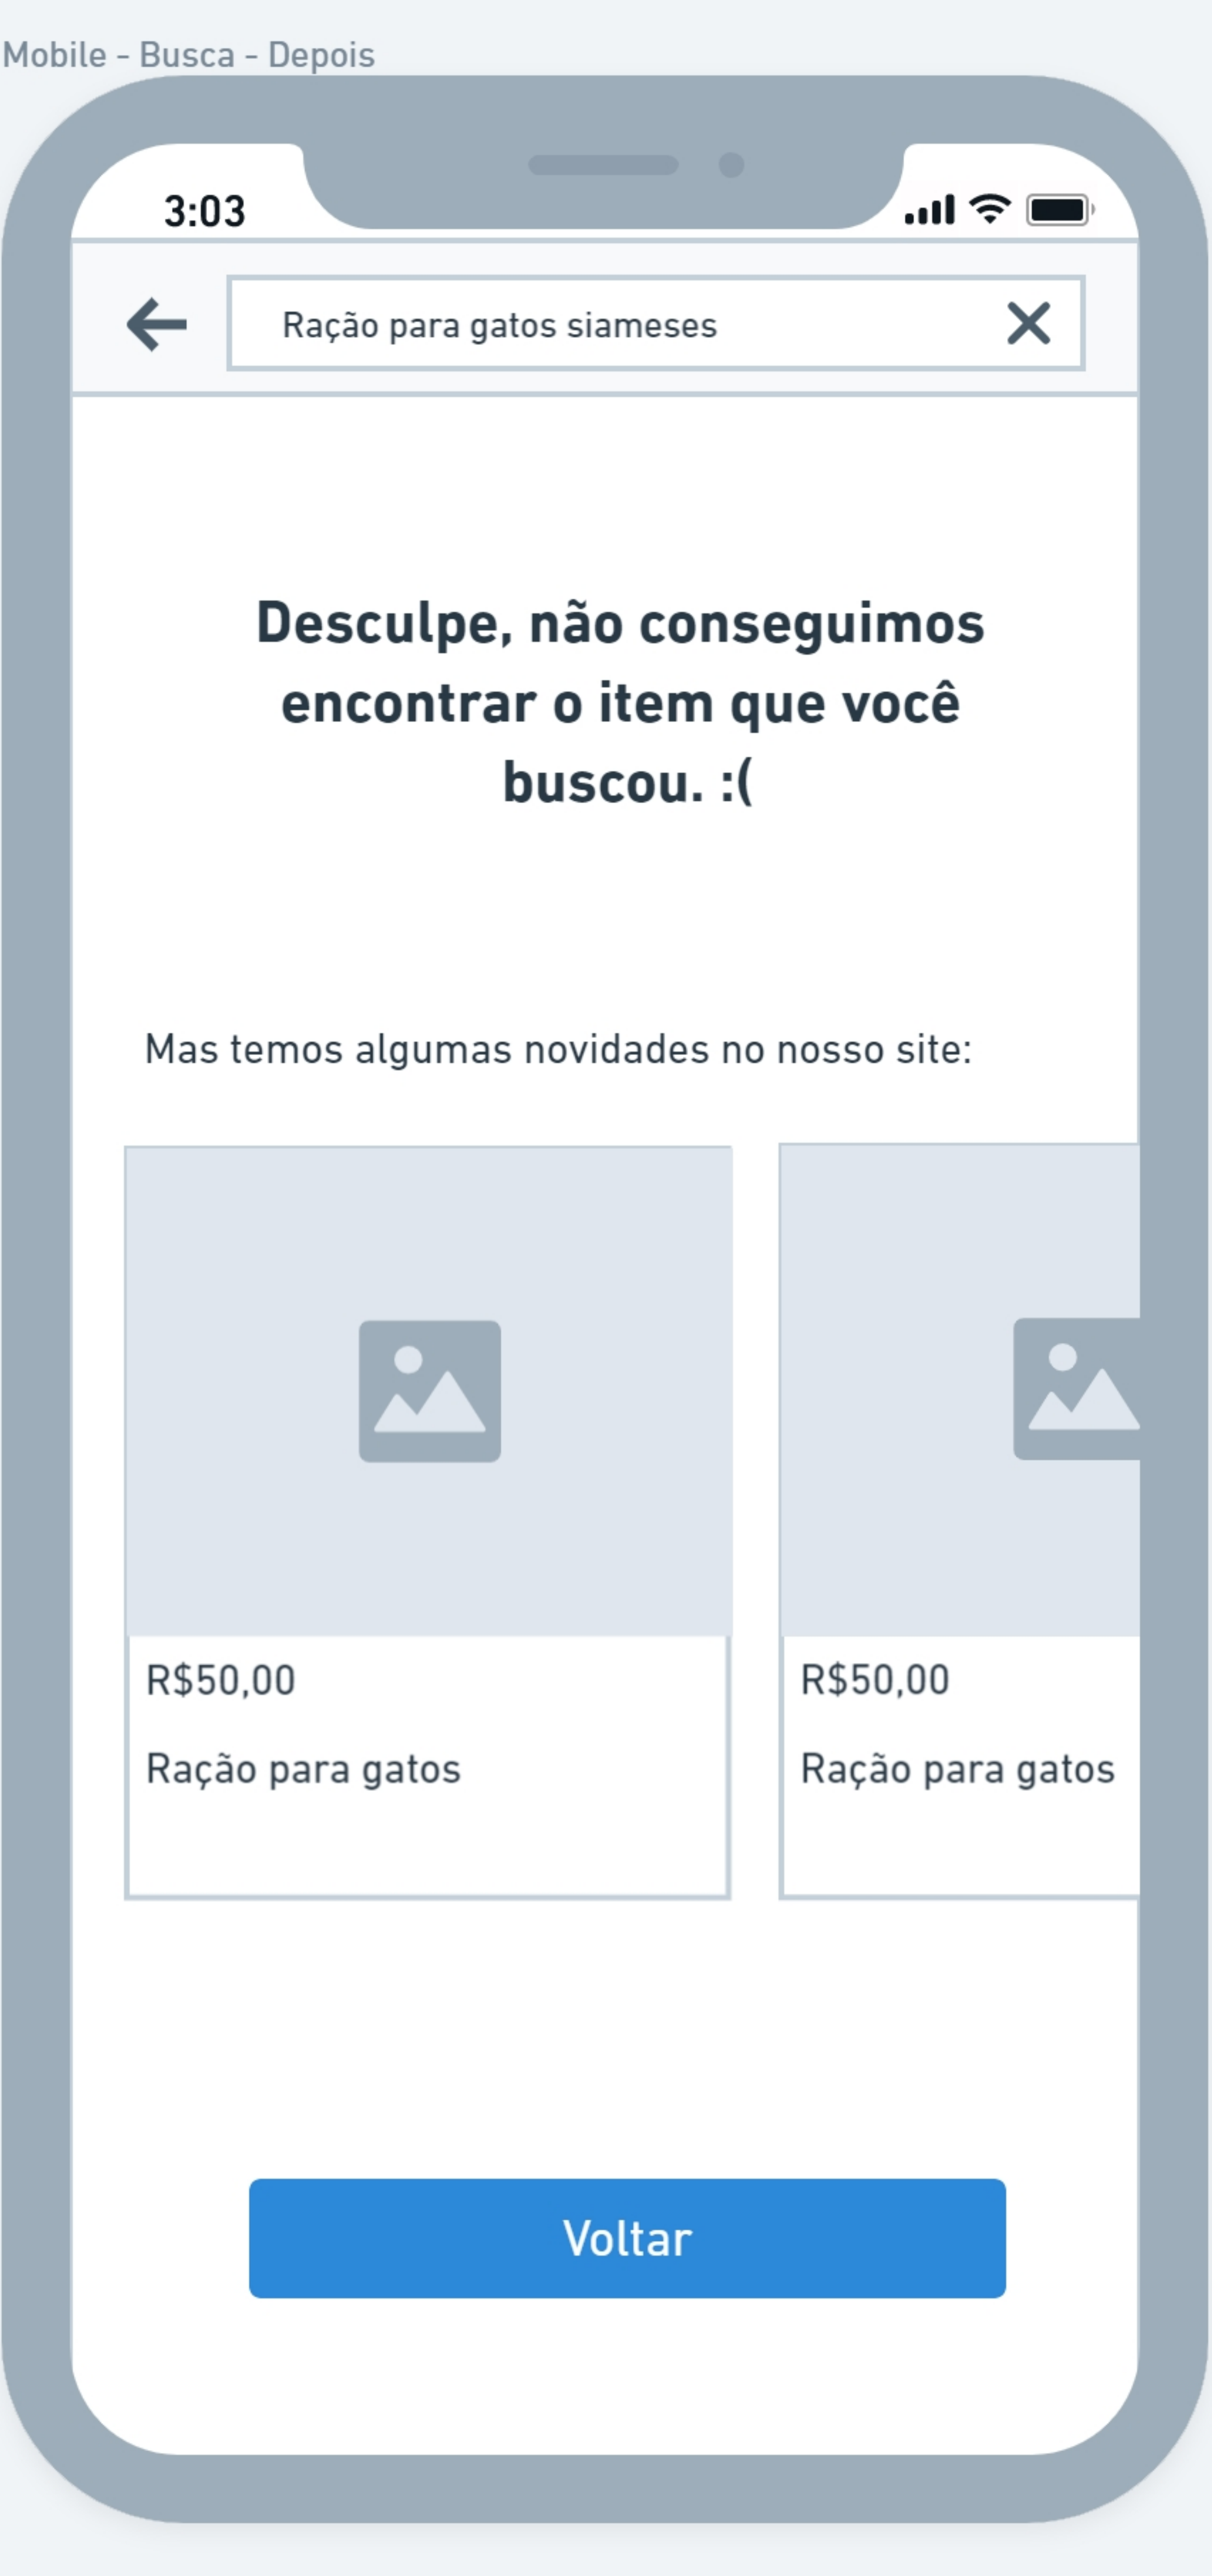 Mobile - Busca - Depois
3:03
Ração para gatos siameses
Desculpe, não conseguimos
encontrar o item que você
buscou. :(
Mas temos algumas novidades no nosso site:
R$50,00
Ração para gatos
R$50,00
Ração para gatos
Voltar